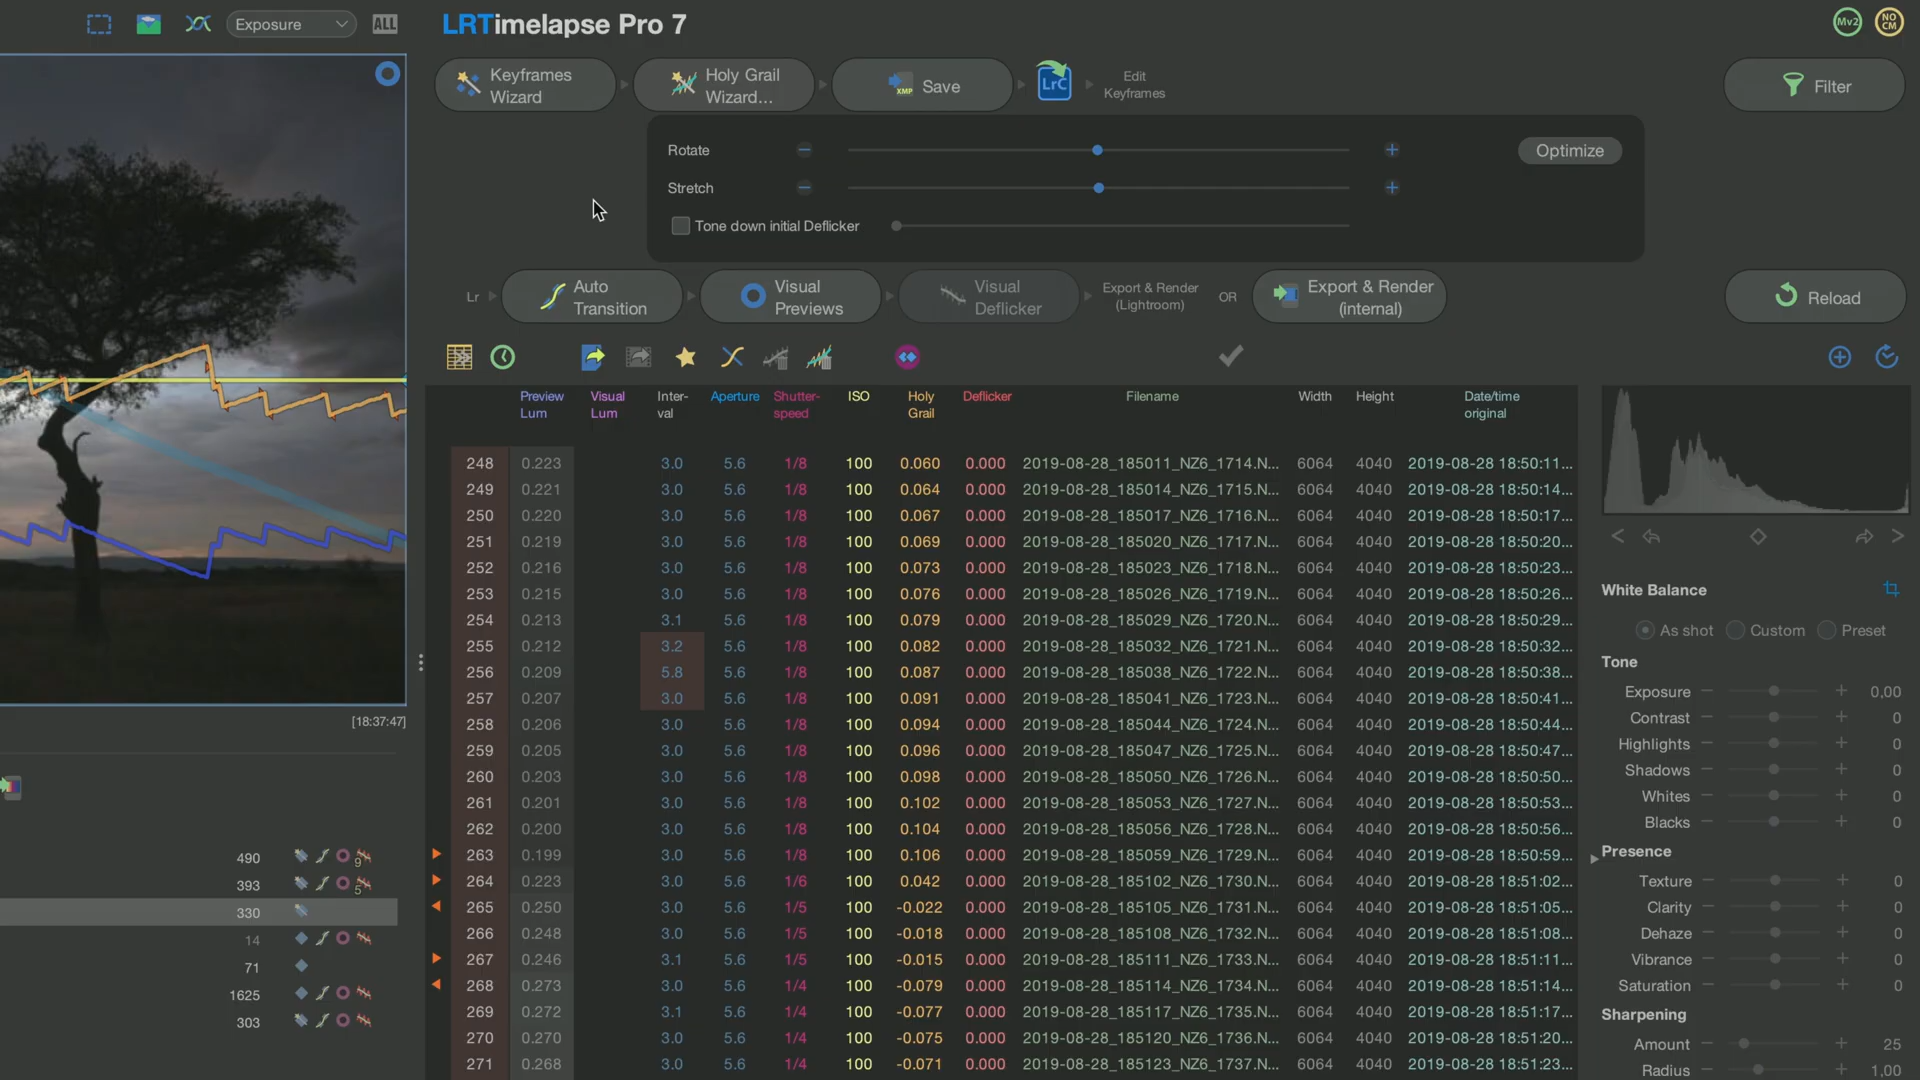 Exposure
ALL
LRTimelapse Pro 7
Mv2
NO CM
Keyframes Wizard
Holy Grail Wizard...
XMP
Save
LrC
Edit Keyframes
Filter
Rotate
Optimize
Stretch
Tone down initial Deflicker
Lr
Auto Transition
Visual Previews
Visual Deflicker
Export & Render (Lightroom)
OR
Export & Render (internal)
Reload
Preview Lum
Visual Lum
Inter-val
Aperture
Shutter-speed
ISO
Holy Grail
Deflicker
Filename
Width
Height
Date/time original
248 0.223 3.0 5.6 1/8 100 0.060 0.000 2019-08-28_185011_NZ6_1714.N... 6064 4040 2019-08-28 18:50:11...
249 0.221 3.0 5.6 1/8 100 0.064 0.000 2019-08-28_185014_NZ6_1715.N... 6064 4040 2019-08-28 18:50:14...
250 0.220 3.0 5.6 1/8 100 0.067 0.000 2019-08-28_185017_NZ6_1716.N... 6064 4040 2019-08-28 18:50:17...
251 0.219 3.0 5.6 1/8 100 0.069 0.000 2019-08-28_185020_NZ6_1717.N... 6064 4040 2019-08-28 18:50:20...
252 0.216 3.0 5.6 1/8 100 0.073 0.000 2019-08-28_185023_NZ6_1718.N... 6064 4040 2019-08-28 18:50:23...
253 0.215 3.0 5.6 1/8 100 0.076 0.000 2019-08-28_185026_NZ6_1719.N... 6064 4040 2019-08-28 18:50:26...
254 0.213 3.1 5.6 1/8 100 0.079 0.000 2019-08-28_185029_NZ6_1720.N... 6064 4040 2019-08-28 18:50:29...
255 0.212 3.2 5.6 1/8 100 0.082 0.000 2019-08-28_185032_NZ6_1721.N... 6064 4040 2019-08-28 18:50:32...
256 0.209 5.8 5.6 1/8 100 0.087 0.000 2019-08-28_185038_NZ6_1722.N... 6064 4040 2019-08-28 18:50:38...
257 0.207 3.0 5.6 1/8 100 0.091 0.000 2019-08-28_185041_NZ6_1723.N... 6064 4040 2019-08-28 18:50:41...
258 0.206 3.0 5.6 1/8 100 0.094 0.000 2019-08-28_185044_NZ6_1724.N... 6064 4040 2019-08-28 18:50:44...
259 0.205 3.0 5.6 1/8 100 0.096 0.000 2019-08-28_185047_NZ6_1725.N... 6064 4040 2019-08-28 18:50:47...
260 0.203 3.0 5.6 1/8 100 0.098 0.000 2019-08-28_185050_NZ6_1726.N... 6064 4040 2019-08-28 18:50:50...
261 0.201 3.0 5.6 1/8 100 0.102 0.000 2019-08-28_185053_NZ6_1727.N... 6064 4040 2019-08-28 18:50:53...
262 0.200 3.0 5.6 1/8 100 0.104 0.000 2019-08-28_185056_NZ6_1728.N... 6064 4040 2019-08-28 18:50:56...
263 0.199 3.0 5.6 1/8 100 0.106 0.000 2019-08-28_185059_NZ6_1729.N... 6064 4040 2019-08-28 18:50:59...
264 0.223 3.0 5.6 1/6 100 0.042 0.000 2019-08-28_185102_NZ6_1730.N... 6064 4040 2019-08-28 18:51:02...
265 0.250 3.0 5.6 1/5 100 -0.022 0.000 2019-08-28_185105_NZ6_1731.N... 6064 4040 2019-08-28 18:51:05...
266 0.248 3.0 5.6 1/5 100 -0.018 0.000 2019-08-28_185108_NZ6_1732.N... 6064 4040 2019-08-28 18:51:08...
267 0.246 3.1 5.6 1/5 100 -0.015 0.000 2019-08-28_185111_NZ6_1733.N... 6064 4040 2019-08-28 18:51:11...
268 0.273 3.0 5.6 1/4 100 -0.079 0.000 2019-08-28_185114_NZ6_1734.N... 6064 4040 2019-08-28 18:51:14...
269 0.272 3.1 5.6 1/4 100 -0.077 0.000 2019-08-28_185117_NZ6_1735.N... 6064 4040 2019-08-28 18:51:17...
270 0.270 3.0 5.6 1/4 100 -0.075 0.000 2019-08-28_185120_NZ6_1736.N... 6064 4040 2019-08-28 18:51:20...
271 0.268 3.0 5.6 1/4 100 -0.071 0.000 2019-08-28_185123_NZ6_1737.N... 6064 4040 2019-08-28 18:51:23...
[18:37:47]
490 9
393 5
330
14
71
1625
303
White Balance
As shot Custom Preset
Tone
Exposure 0,00
Contrast 0
Highlights 0
Shadows 0
Whites 0
Blacks 0
Presence
Texture 0
Clarity 0
Dehaze 0
Vibrance 0
Saturation 0
Sharpening
Amount 25
Radius 1,00